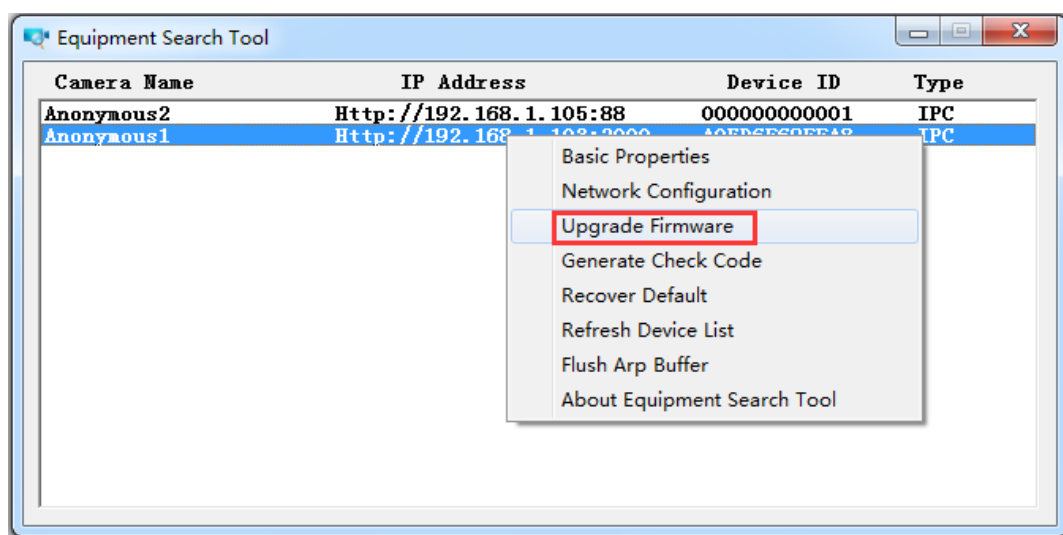 Equipment Search Tool
Camera Name IP Address Device ID Type
Anonymous2 Http://192.168.1.105:88 000000000001 IPC
Anonymous1 IPC
Basic Properties
Network Configuration
Upgrade Firmware
Generate Check Code
Recover Default
Refresh Device List
Flush Arp Buffer
About Equipment Search Tool